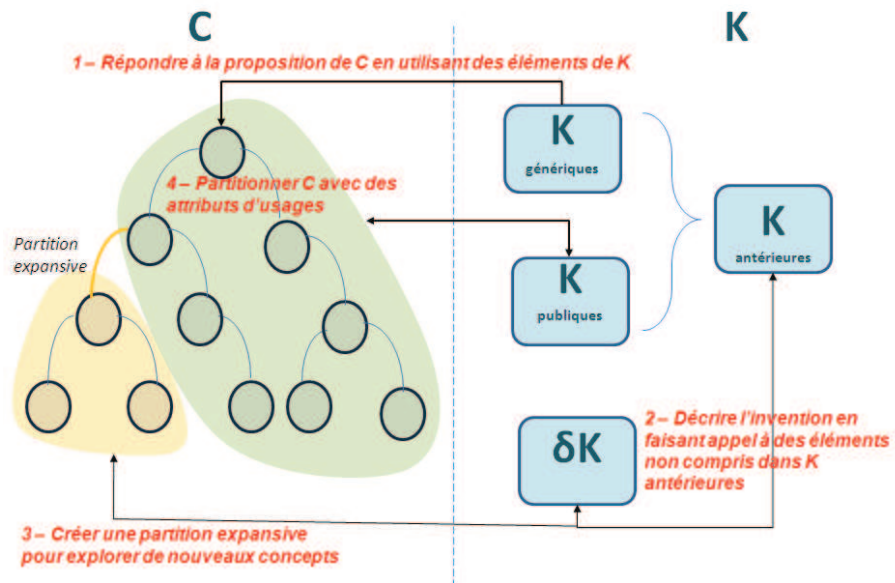 C
K
1 – Répondre à la proposition de C en utilisant des éléments de K
K
génériques
4 – Partitionner C avec des
attributs d'usages
K
antérieures
Partition
expansive
K
publiques
2 – Décrire l'invention en
faisant appel à des éléments
non compris dans K
antérieures
δK
3 – Créer une partition expansive
pour explorer de nouveaux concepts